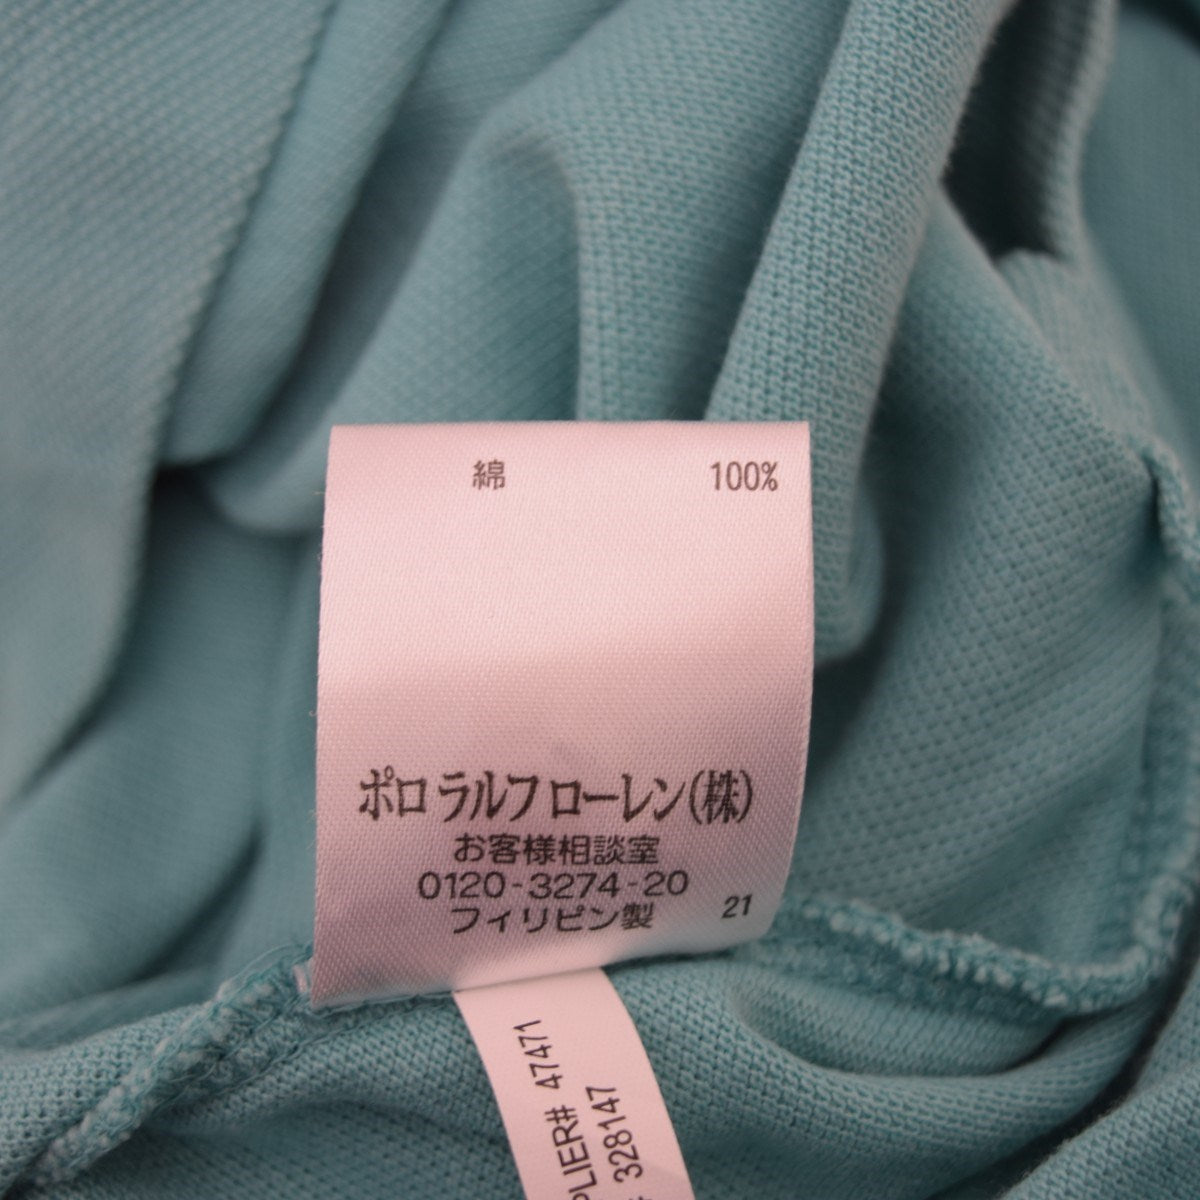 綿 100%
ポロ ラルフ ローレン(株)
お客様相談室
0120-3274-20
フィリピン製 21
PLIER# 47471
# 328147